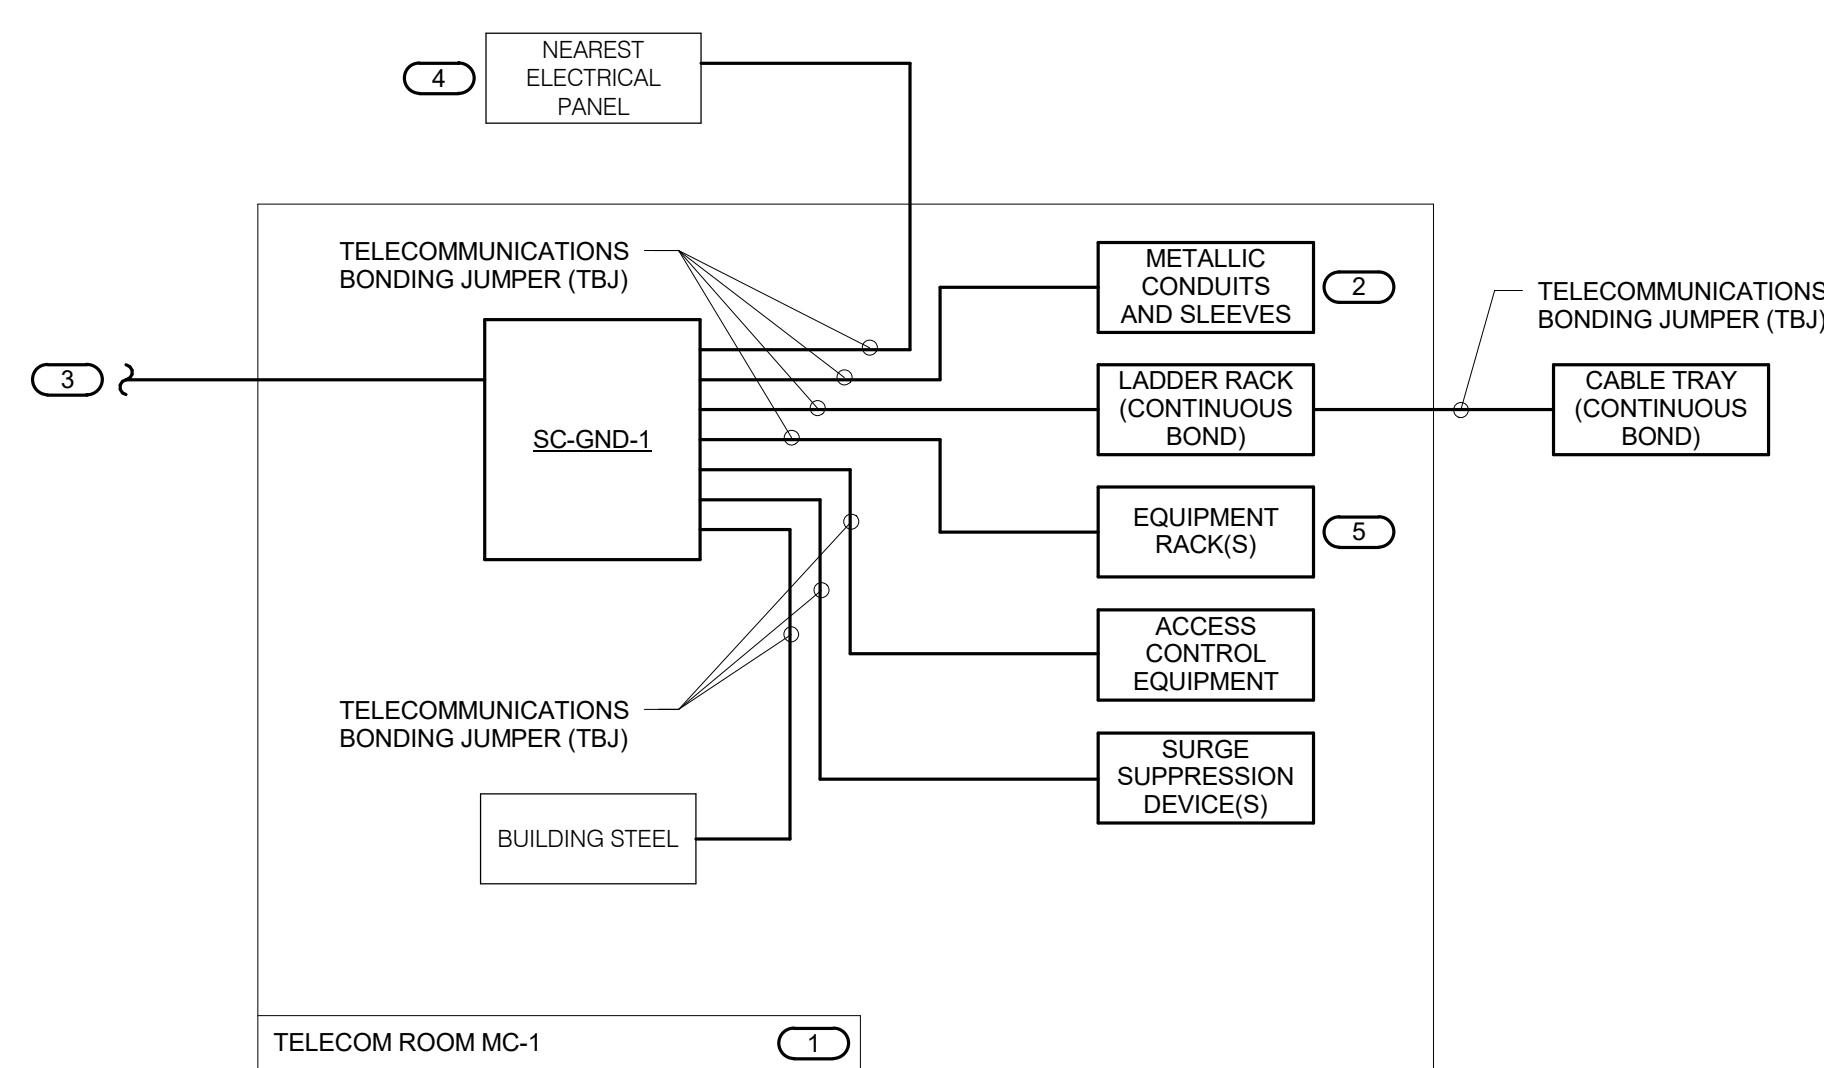 NEAREST
ELECTRICAL
PANEL
4
TELECOMMUNICATIONS
BONDING JUMPER (TBJ)
METALLIC
CONDUITS
AND SLEEVES
2
TELECOMMUNICATIONS
BONDING JUMPER (TBJ)
3
SC-GND-1
LADDER RACK
(CONTINUOUS
BOND)
CABLE TRAY
(CONTINUOUS
BOND)
EQUIPMENT
RACK(S)
5
ACCESS
CONTROL
EQUIPMENT
TELECOMMUNICATIONS
BONDING JUMPER (TBJ)
SURGE
SUPPRESSION
DEVICE(S)
BUILDING STEEL
TELECOM ROOM MC-1
1